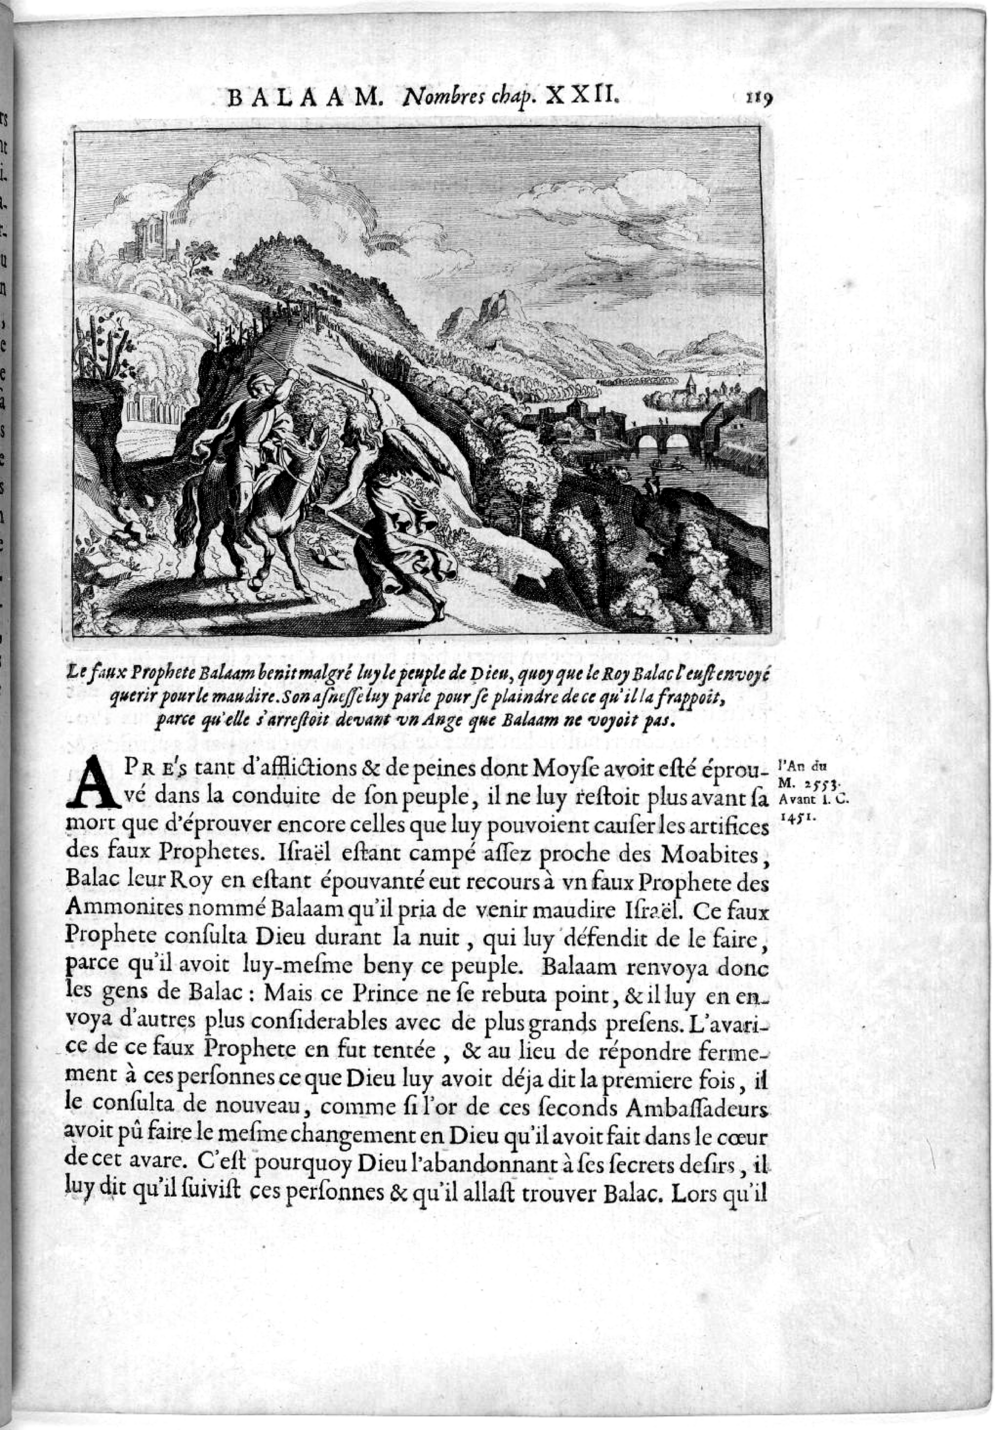 BALAAM. Nombres chap. XXII. 119
Le faux Prophete Balaam benit malgré luy le peuple de Dieu, quoy que le Roy Balac l'euſt envoyé
querir pour le maudire. Son aſneſſe luy parle pour ſe plaindre de ce qu'il la frappoit,
parce qu'elle s'arreſtoit devant vn Ange que Balaam ne voyoit pas.
APRE's tant d'afflictions & de peines dont Moyſe avoit eſté éprou-
vé dans la conduite de ſon peuple, il ne luy reſtoit plus avant ſa
mort que d'éprouver encore celles que luy pouvoient cauſer les artifices
des faux Prophetes. Iſraël eſtant campé aſſez proche des Moabites,
Balac leur Roy en eſtant épouvanté eut recours à vn faux Prophete des
Ammonites nommé Balaam qu'il pria de venir maudire Iſraël. Ce faux
Prophete conſulta Dieu durant la nuit, qui luy défendit de le faire,
parce qu'il avoit luy-meſme beny ce peuple. Balaam renvoya donc
les gens de Balac : Mais ce Prince ne ſe rebuta point, & il luy en en-
voya d'autres plus conſiderables avec de plus grands preſens. L'avari-
ce de ce faux Prophete en fut tentée, & au lieu de répondre ferme-
ment à ces perſonnes ce que Dieu luy avoit déja dit la premiere fois, il
le conſulta de nouveau, comme ſi l'or de ces ſeconds Ambaſſadeurs
avoit pû faire le meſme changement en Dieu qu'il avoit fait dans le cœur
de cet avare. C'eſt pourquoy Dieu l'abandonnant à ſes ſecrets deſirs, il
luy dit qu'il ſuiviſt ces perſonnes & qu'il allaſt trouver Balac. Lors qu'il
l'An du
M. 2553.
Avant I. C.
1451.